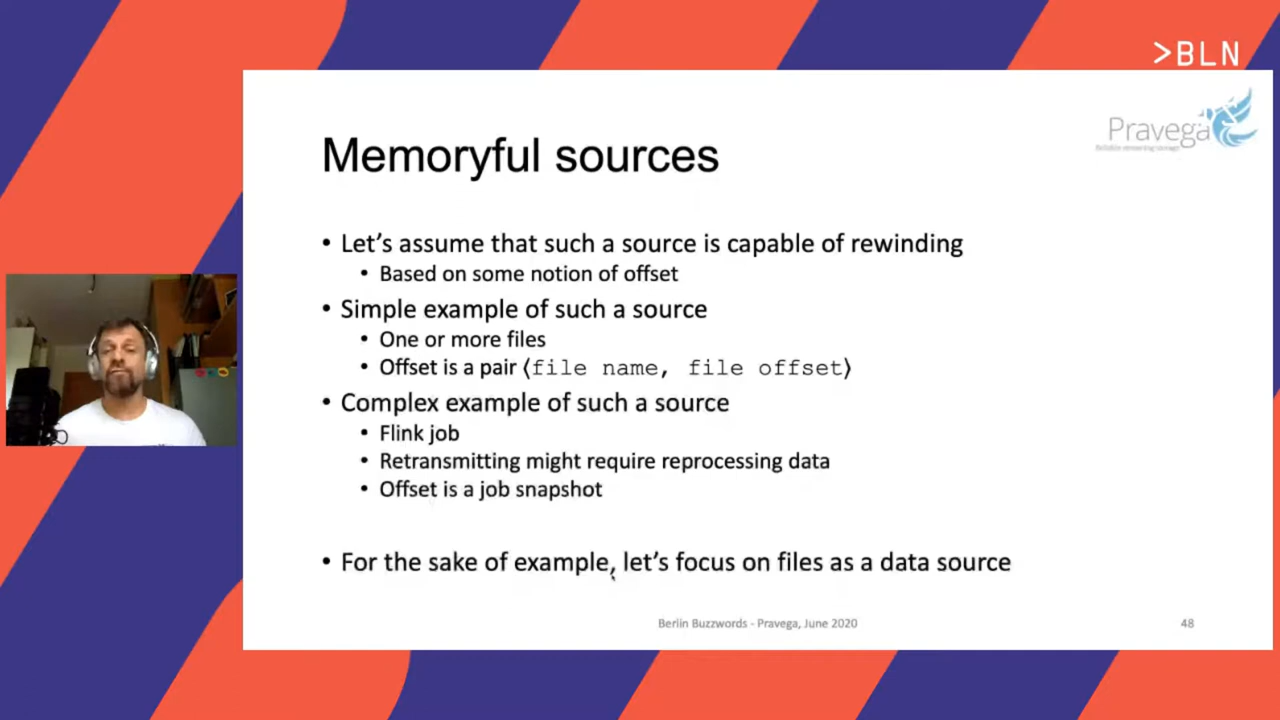 >BLN
Pravega
Reliable streaming storage
Memoryful sources
• Let's assume that such a source is capable of rewinding
• Based on some notion of offset
• Simple example of such a source
• One or more files
• Offset is a pair ⟨file name, file offset⟩
• Complex example of such a source
• Flink job
• Retransmitting might require reprocessing data
• Offset is a job snapshot
• For the sake of example, let's focus on files as a data source
Berlin Buzzwords - Pravega, June 2020
48